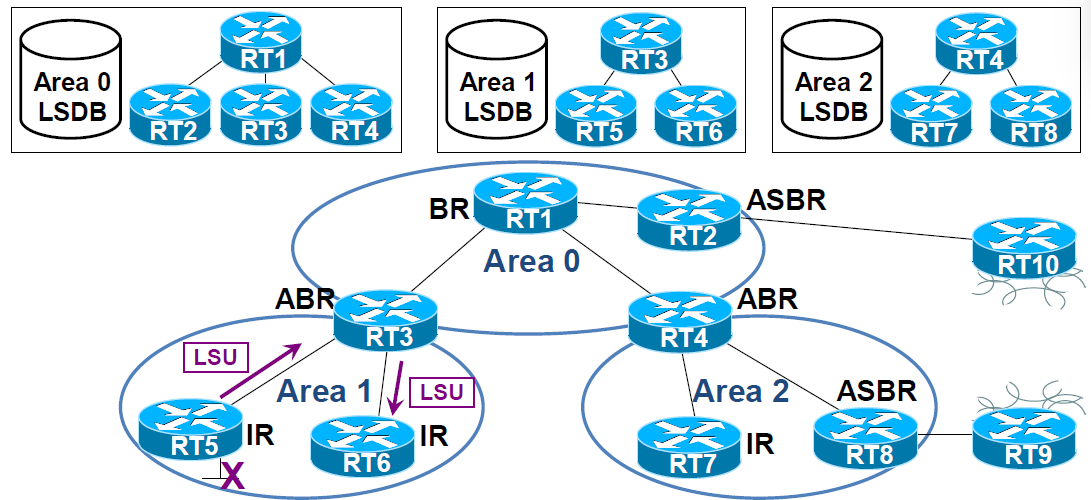 Area 0
LSDB
RT1
RT2
RT3
RT4
Area 1
LSDB
RT3
RT5
RT6
Area 2
LSDB
RT4
RT7
RT8
BR
RT1
RT2
ASBR
Area 0
RT10
ABR
RT3
RT4
ABR
LSU
Area 1
LSU
Area 2
ASBR
RT5
IR
RT6
IR
RT7
IR
RT8
RT9
X